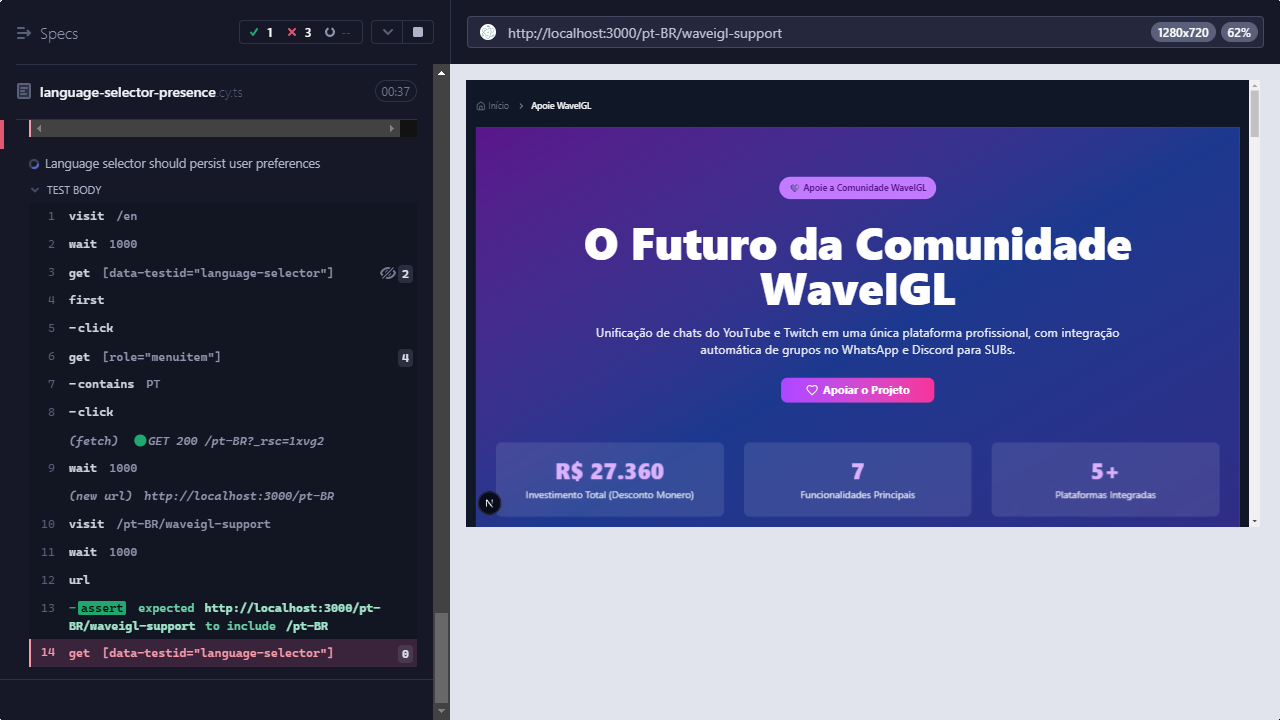 Specs
1
3
--
language-selector-presence.cy.ts
00:37
Language selector should persist user preferences
TEST BODY
1 visit /en
2 wait 1000
3 get [data-testid="language-selector"] 2
4 first
5 -click
6 get [role="menuitem"] 4
7 -contains PT
8 -click
(fetch) GET 200 /pt-BR?_rsc=1xvg2
9 wait 1000
(new url) http://localhost:3000/pt-BR
10 visit /pt-BR/waveigl-support
11 wait 1000
12 url
13 -assert expected http://localhost:3000/pt-
BR/waveigl-support to include /pt-BR
14 get [data-testid="language-selector"] 0
http://localhost:3000/pt-BR/waveigl-support
1280x720
62%
Início
Apoie WaveIGL
Apoie a Comunidade WaveIGL
O Futuro da Comunidade
WaveIGL
Unificação de chats do YouTube e Twitch em uma única plataforma profissional, com integração
automática de grupos no WhatsApp e Discord para SUBs.
Apoiar o Projeto
R$ 27.360
Investimento Total (Desconto Monero)
7
Funcionalidades Principais
5+
Plataformas Integradas
N